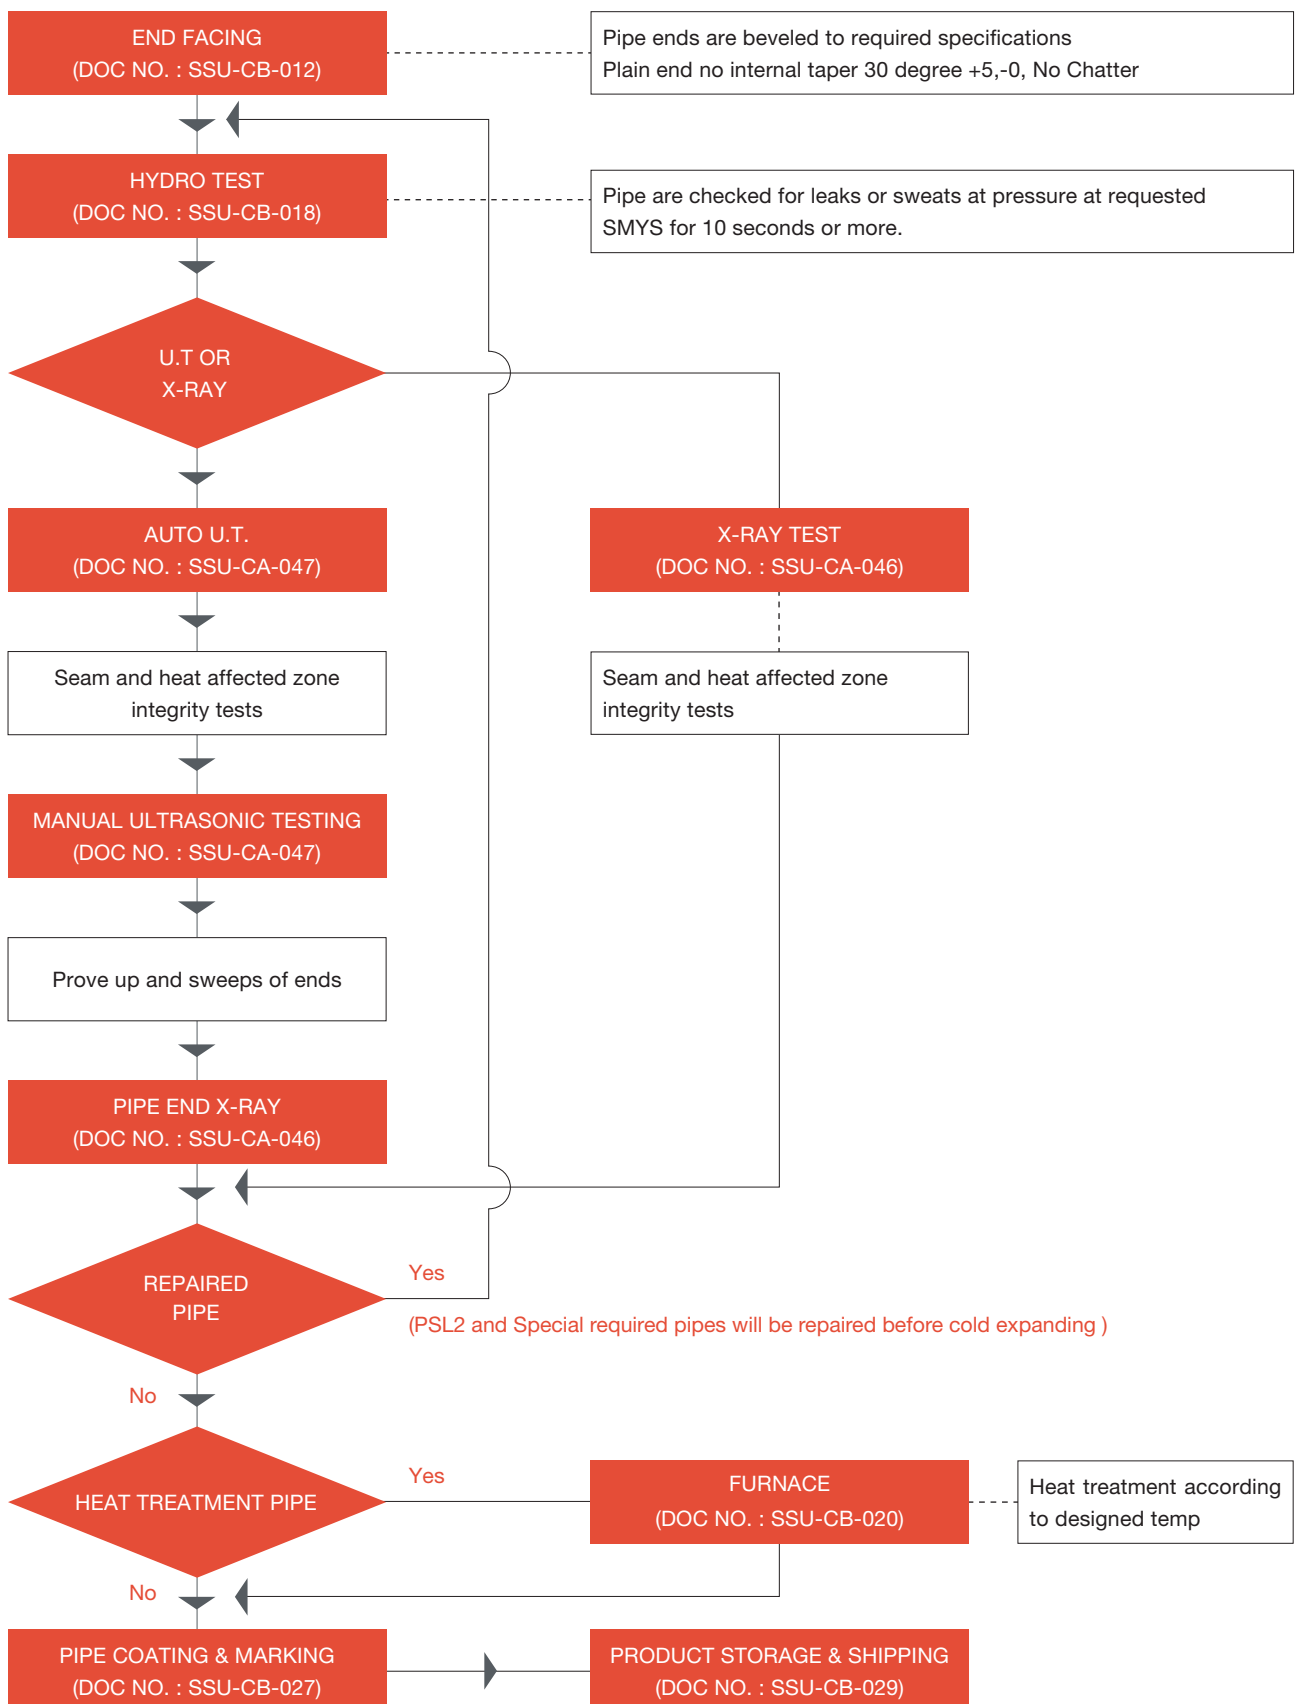 END FACING
(DOC NO. : SSU-CB-012)
Pipe ends are beveled to required specifications
Plain end no internal taper 30 degree +5,-0, No Chatter
HYDRO TEST
(DOC NO. : SSU-CB-018)
Pipe are checked for leaks or sweats at pressure at requested
SMYS for 10 seconds or more.
U.T OR
X-RAY
AUTO U.T.
(DOC NO. : SSU-CA-047)
X-RAY TEST
(DOC NO. : SSU-CA-046)
Seam and heat affected zone
integrity tests
Seam and heat affected zone
integrity tests
MANUAL ULTRASONIC TESTING
(DOC NO. : SSU-CA-047)
Prove up and sweeps of ends
PIPE END X-RAY
(DOC NO. : SSU-CA-046)
REPAIRED
PIPE
Yes
(PSL2 and Special required pipes will be repaired before cold expanding )
No
HEAT TREATMENT PIPE
Yes
FURNACE
(DOC NO. : SSU-CB-020)
Heat treatment according
to designed temp
No
PIPE COATING & MARKING
(DOC NO. : SSU-CB-027)
PRODUCT STORAGE & SHIPPING
(DOC NO. : SSU-CB-029)